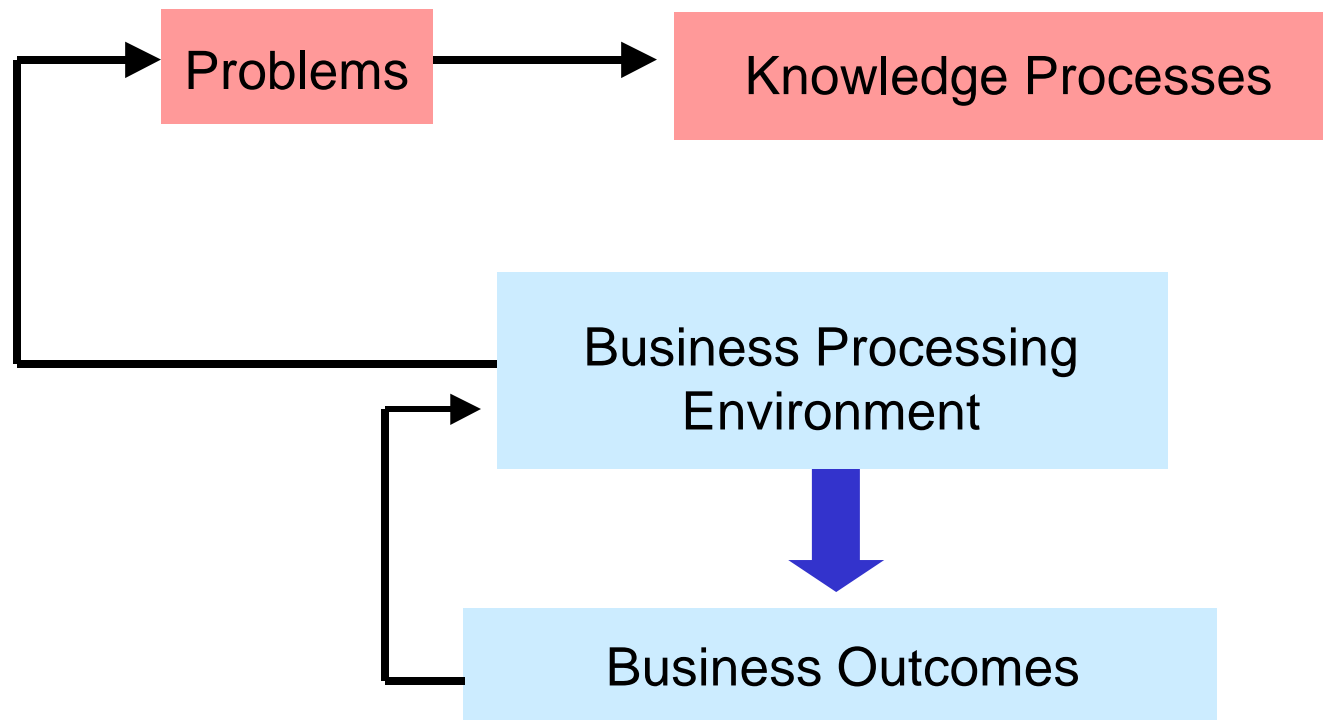 Problems
Knowledge Processes
Business Processing
Environment
Business Outcomes